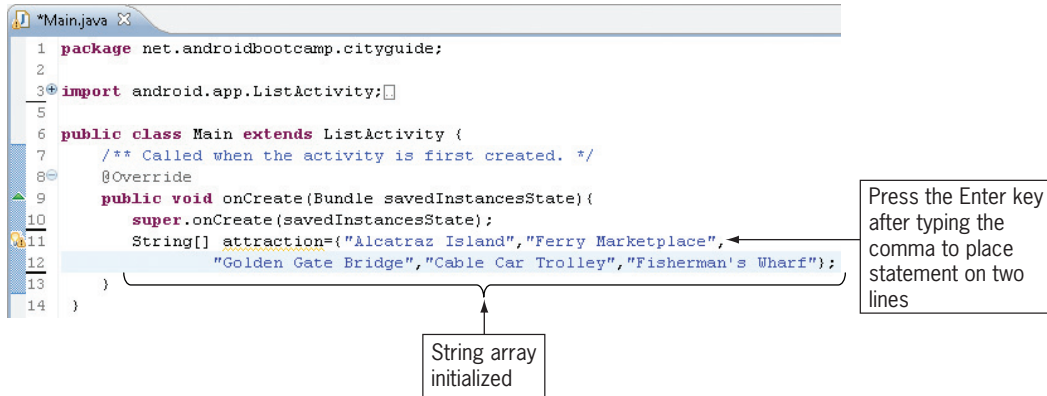 *Main.java
1 package net.androidbootcamp.cityguide;
2
3 import android.app.ListActivity;
5
6 public class Main extends ListActivity {
7 /** Called when the activity is first created. */
8 @Override
9 public void onCreate(Bundle savedInstancesState){
10 super.onCreate(savedInstancesState);
11 String[] attraction={"Alcatraz Island","Ferry Marketplace",
12 "Golden Gate Bridge","Cable Car Trolley","Fisherman's Wharf"};
13 }
14 }
Press the Enter key
after typing the
comma to place
statement on two
lines
String array
initialized